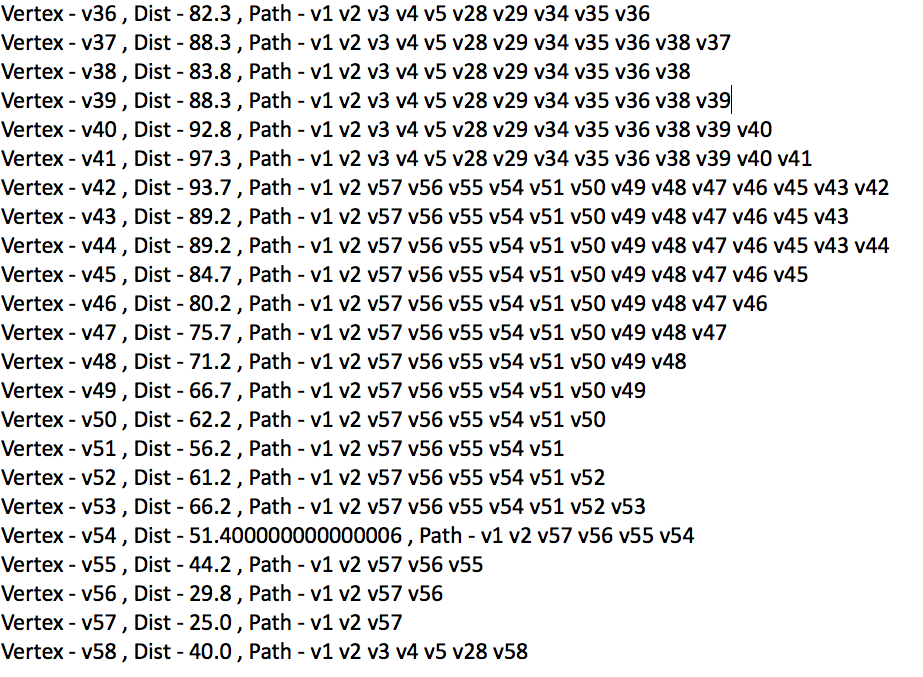 Vertex - v36 , Dist - 82.3 , Path - v1 v2 v3 v4 v5 v28 v29 v34 v35 v36
Vertex - v37 , Dist - 88.3 , Path - v1 v2 v3 v4 v5 v28 v29 v34 v35 v36 v38 v37
Vertex - v38 , Dist - 83.8 , Path - v1 v2 v3 v4 v5 v28 v29 v34 v35 v36 v38
Vertex - v39 , Dist - 88.3 , Path - v1 v2 v3 v4 v5 v28 v29 v34 v35 v36 v38 v39
Vertex - v40 , Dist - 92.8 , Path - v1 v2 v3 v4 v5 v28 v29 v34 v35 v36 v38 v39 v40
Vertex - v41 , Dist - 97.3 , Path - v1 v2 v3 v4 v5 v28 v29 v34 v35 v36 v38 v39 v40 v41
Vertex - v42 , Dist - 93.7 , Path - v1 v2 v57 v56 v55 v54 v51 v50 v49 v48 v47 v46 v45 v43 v42
Vertex - v43 , Dist - 89.2 , Path - v1 v2 v57 v56 v55 v54 v51 v50 v49 v48 v47 v46 v45 v43
Vertex - v44 , Dist - 89.2 , Path - v1 v2 v57 v56 v55 v54 v51 v50 v49 v48 v47 v46 v45 v43 v44
Vertex - v45 , Dist - 84.7 , Path - v1 v2 v57 v56 v55 v54 v51 v50 v49 v48 v47 v46 v45
Vertex - v46 , Dist - 80.2 , Path - v1 v2 v57 v56 v55 v54 v51 v50 v49 v48 v47 v46
Vertex - v47 , Dist - 75.7 , Path - v1 v2 v57 v56 v55 v54 v51 v50 v49 v48 v47
Vertex - v48 , Dist - 71.2 , Path - v1 v2 v57 v56 v55 v54 v51 v50 v49 v48
Vertex - v49 , Dist - 66.7 , Path - v1 v2 v57 v56 v55 v54 v51 v50 v49
Vertex - v50 , Dist - 62.2 , Path - v1 v2 v57 v56 v55 v54 v51 v50
Vertex - v51 , Dist - 56.2 , Path - v1 v2 v57 v56 v55 v54 v51
Vertex - v52 , Dist - 61.2 , Path - v1 v2 v57 v56 v55 v54 v51 v52
Vertex - v53 , Dist - 66.2 , Path - v1 v2 v57 v56 v55 v54 v51 v52 v53
Vertex - v54 , Dist - 51.400000000000006 , Path - v1 v2 v57 v56 v55 v54
Vertex - v55 , Dist - 44.2 , Path - v1 v2 v57 v56 v55
Vertex - v56 , Dist - 29.8 , Path - v1 v2 v57 v56
Vertex - v57 , Dist - 25.0 , Path - v1 v2 v57
Vertex - v58 , Dist - 40.0 , Path - v1 v2 v3 v4 v5 v28 v58